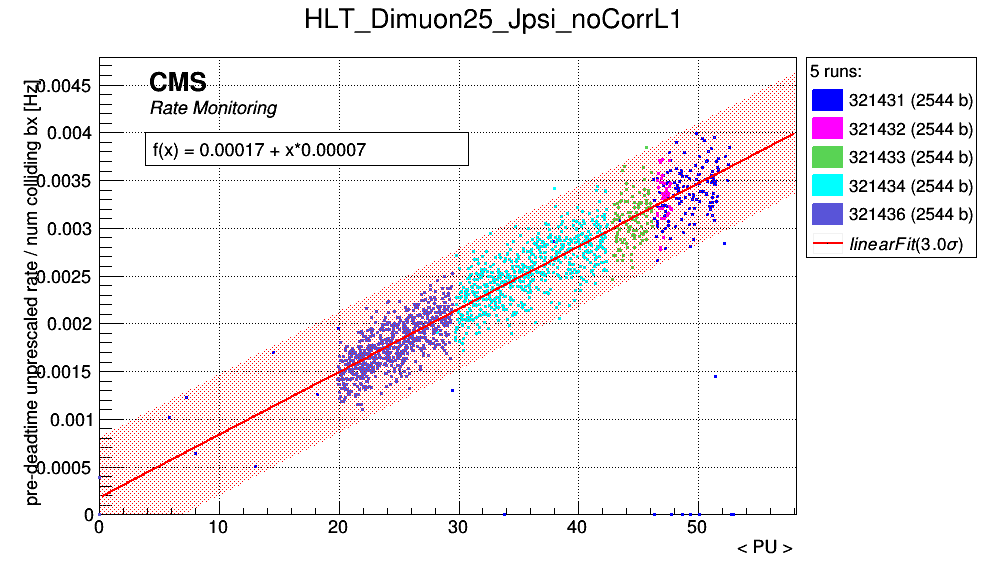 HLT_Dimuon25_Jpsi_noCorrL1
CMS
Rate Monitoring
f(x) = 0.00017 + x*0.00007
pre-deadtime unprescaled rate / num colliding bx [Hz]
0.0045
0.004
0.0035
0.003
0.0025
0.002
0.0015
0.001
0.0005
0
0 10 20 30 40 50
< PU >
5 runs:
321431 (2544 b)
321432 (2544 b)
321433 (2544 b)
321434 (2544 b)
321436 (2544 b)
linearFit(3.0σ)